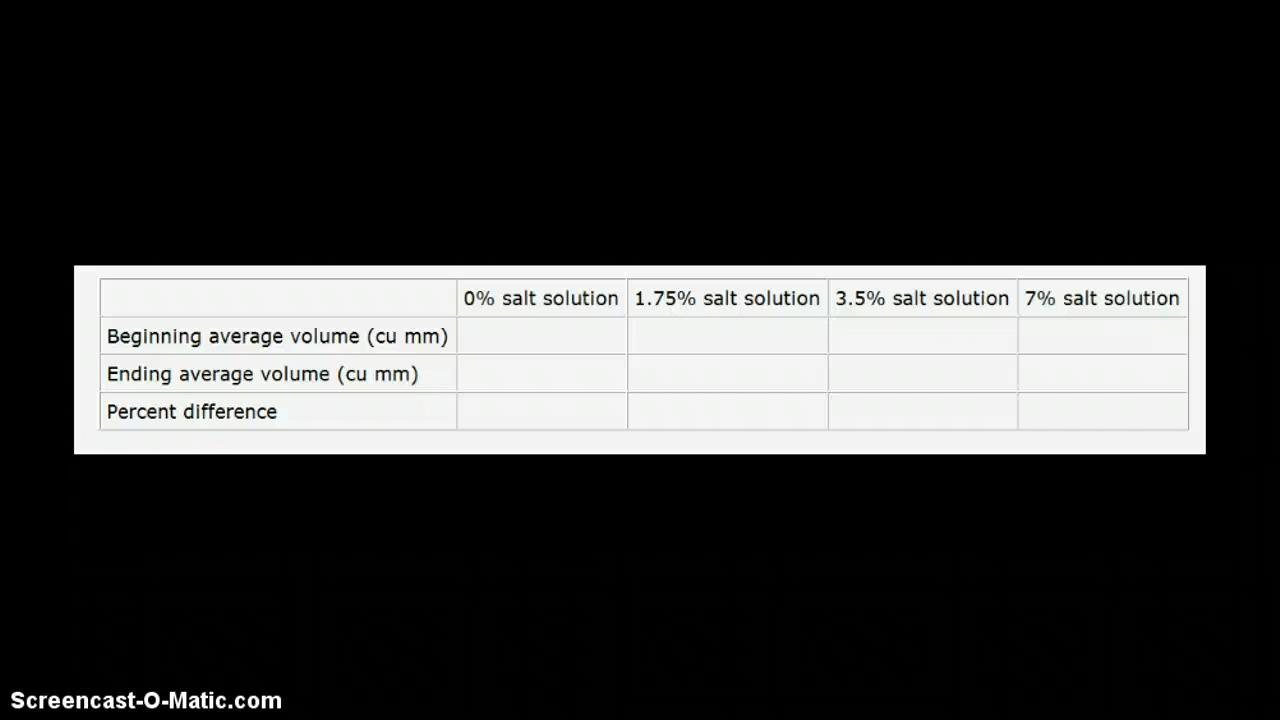 0% salt solution 1.75% salt solution 3.5% salt solution 7% salt solution
Beginning average volume (cu mm)
Ending average volume (cu mm)
Percent difference
Screencast-O-Matic.com